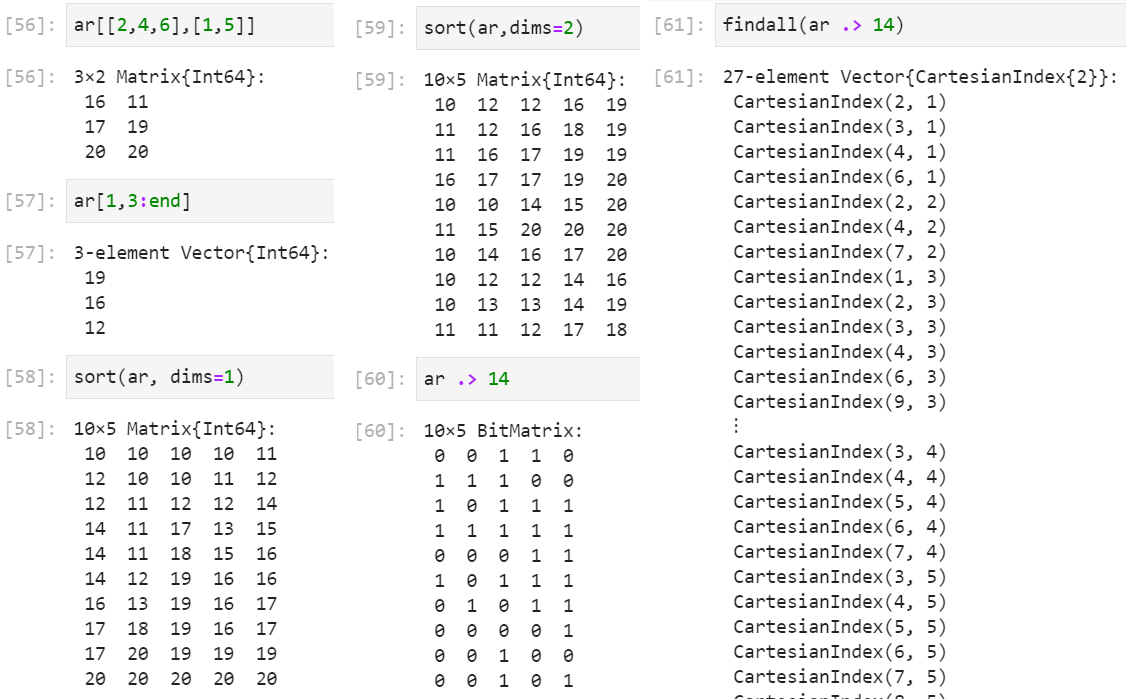 [56]: ar[[2,4,6],[1,5]]
[56]: 3×2 Matrix{Int64}:
16 11
17 19
20 20
[57]: ar[1,3:end]
[57]: 3-element Vector{Int64}:
19
16
12
[58]: sort(ar, dims=1)
[58]: 10×5 Matrix{Int64}:
10 10 10 10 11
12 10 10 11 12
12 11 12 12 14
14 11 17 13 15
14 11 18 15 16
14 12 19 16 16
16 13 19 16 17
17 18 19 16 17
17 20 19 19 19
20 20 20 20 20
[59]: sort(ar,dims=2)
[59]: 10×5 Matrix{Int64}:
10 12 12 16 19
11 12 16 18 19
11 16 17 19 19
16 17 17 19 20
10 10 14 15 20
11 15 20 20 20
10 14 16 17 20
10 12 12 14 16
10 13 13 14 19
11 11 12 17 18
[60]: ar .> 14
[60]: 10×5 BitMatrix:
0 0 1 1 0
1 1 1 0 0
1 0 1 1 1
1 1 1 1 1
0 0 0 1 1
1 0 1 1 1
0 1 0 1 1
0 0 0 0 1
0 0 1 0 0
0 0 1 0 1
[61]: findall(ar .> 14)
[61]: 27-element Vector{CartesianIndex{2}}:
CartesianIndex(2, 1)
CartesianIndex(3, 1)
CartesianIndex(4, 1)
CartesianIndex(6, 1)
CartesianIndex(2, 2)
CartesianIndex(4, 2)
CartesianIndex(7, 2)
CartesianIndex(1, 3)
CartesianIndex(2, 3)
CartesianIndex(3, 3)
CartesianIndex(4, 3)
CartesianIndex(6, 3)
CartesianIndex(9, 3)
⋮
CartesianIndex(3, 4)
CartesianIndex(4, 4)
CartesianIndex(5, 4)
CartesianIndex(6, 4)
CartesianIndex(7, 4)
CartesianIndex(3, 5)
CartesianIndex(4, 5)
CartesianIndex(5, 5)
CartesianIndex(6, 5)
CartesianIndex(7, 5)